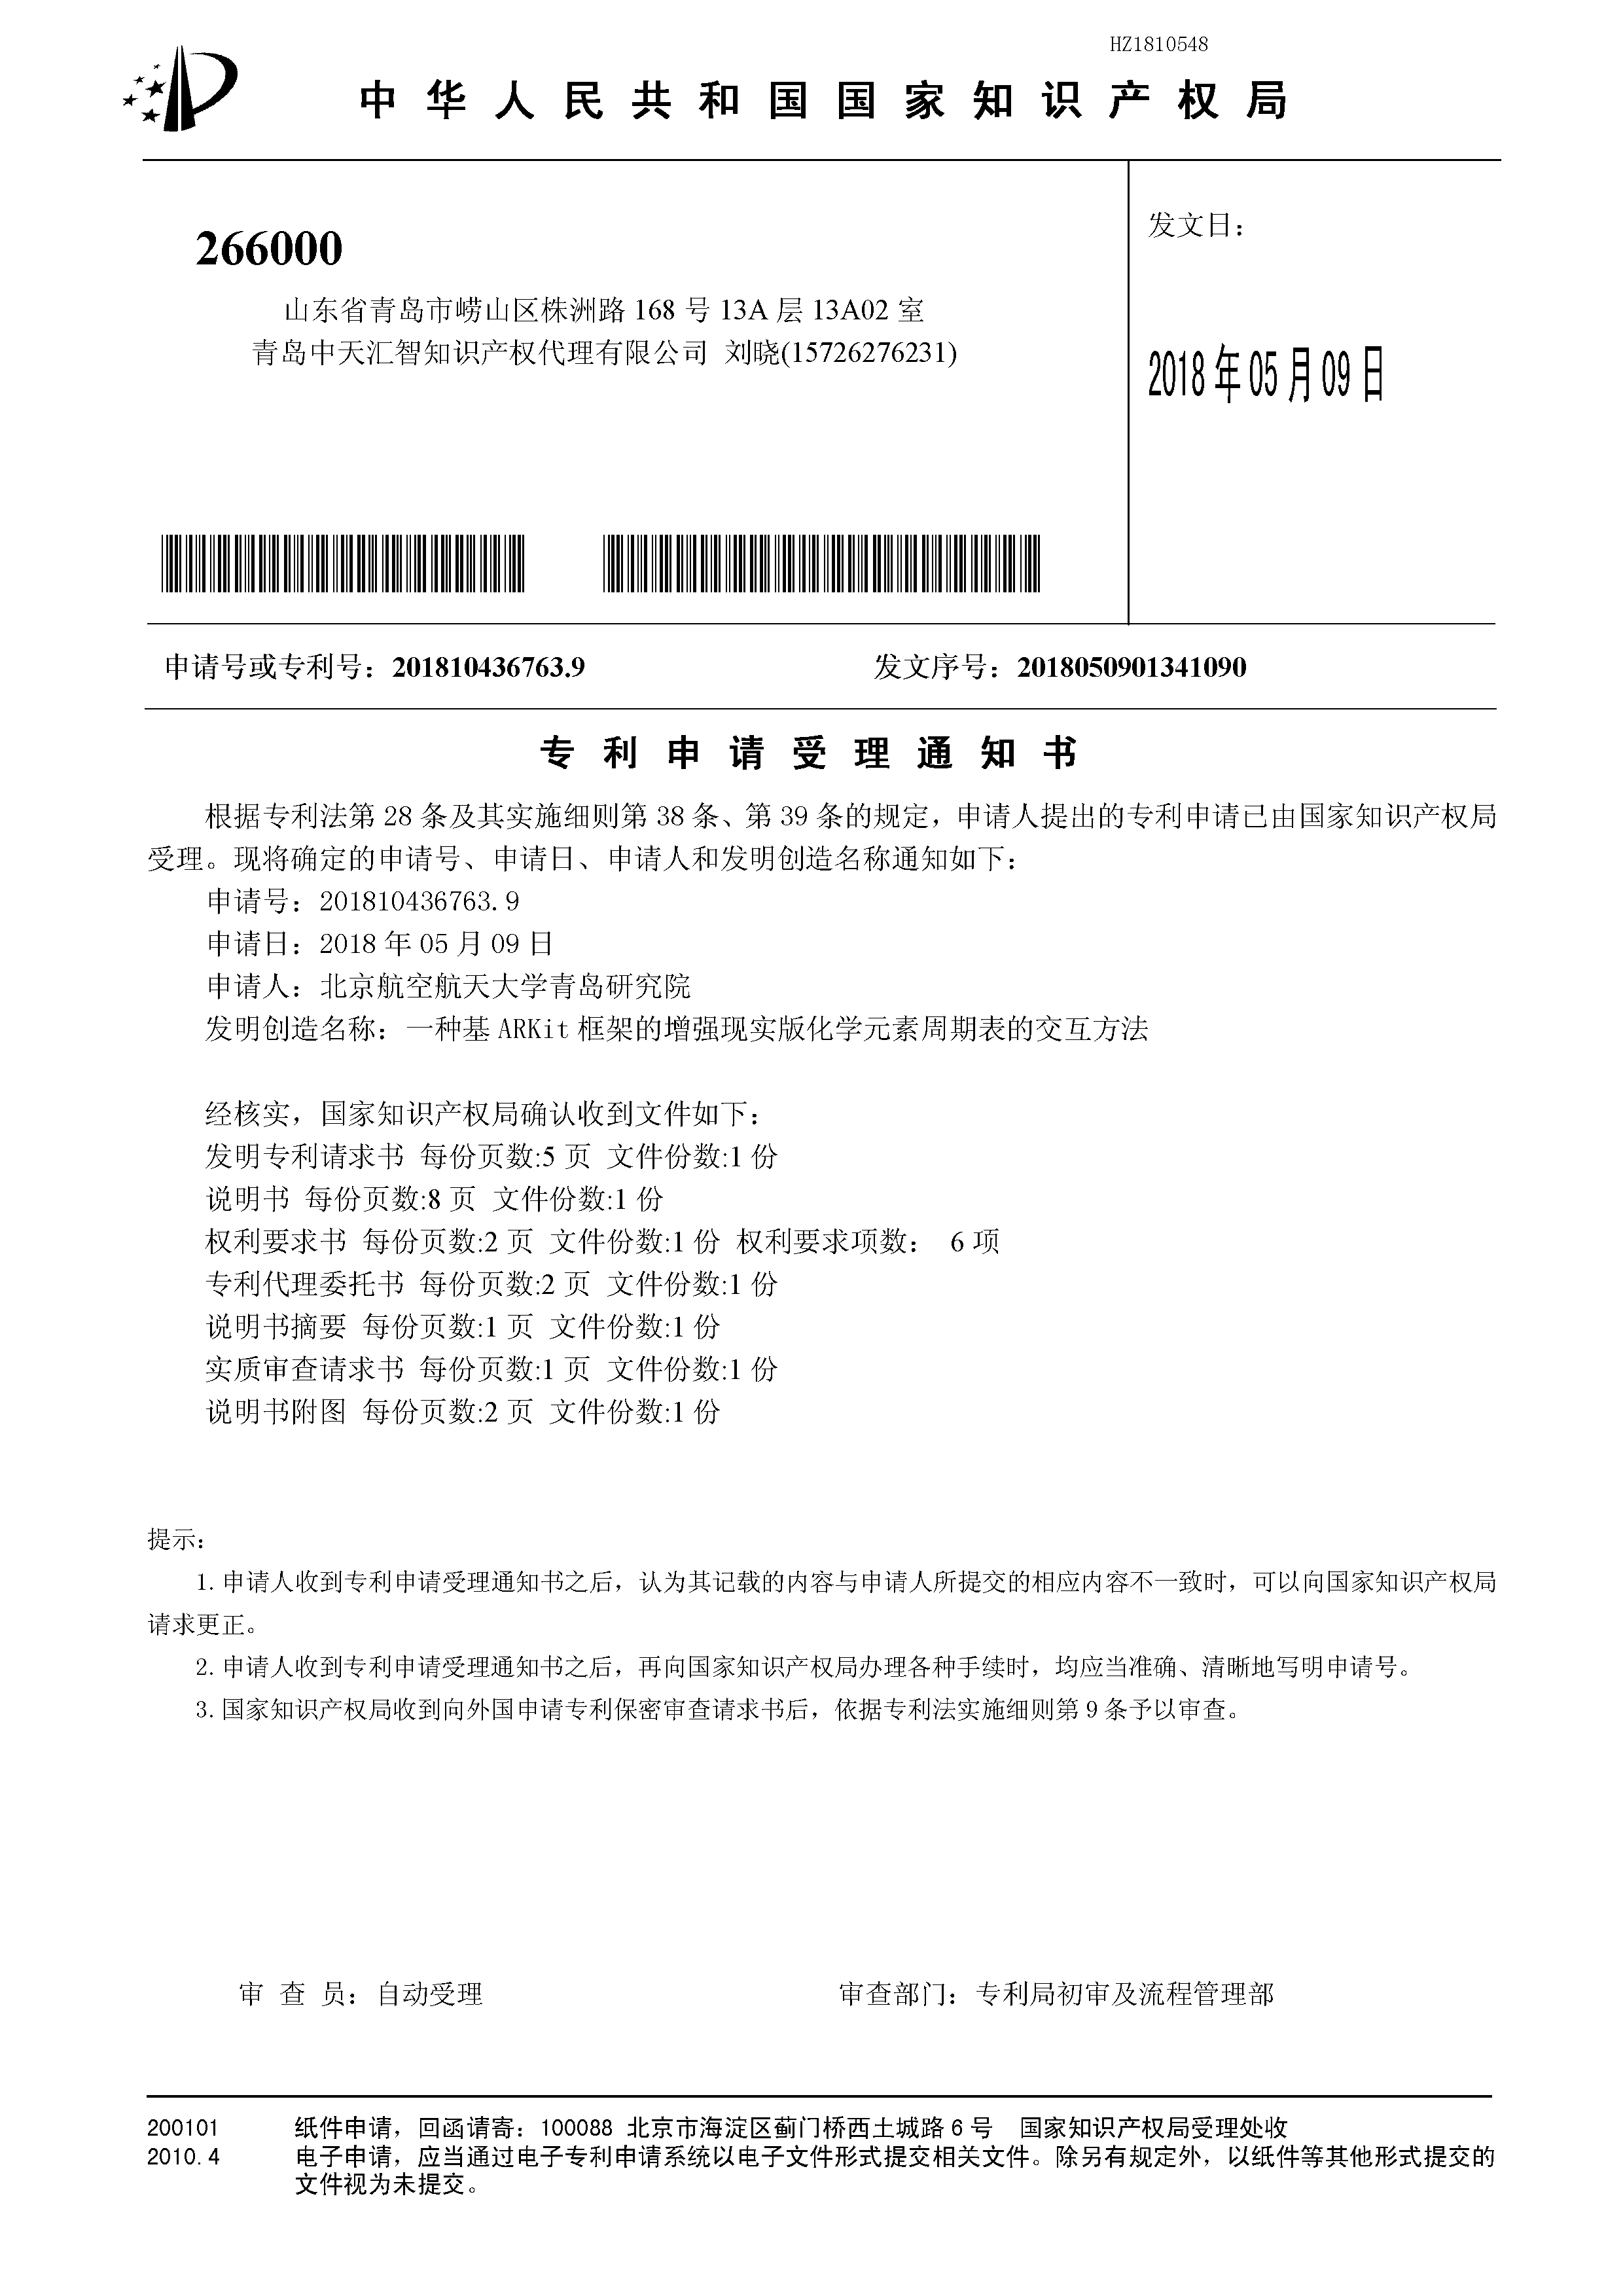 HZ1810548
中华人民共和国国家知识产权局
266000
发文日：
山东省青岛市崂山区株洲路 168 号 13A 层 13A02 室
青岛中天汇智知识产权代理有限公司 刘晓(15726276231)
2018 年 05 月 09 日
申请号或专利号：201810436763.9 发文序号：2018050901341090
专利申请受理通知书
根据专利法第 28 条及其实施细则第 38 条、第 39 条的规定，申请人提出的专利申请已由国家知识产权局
受理。现将确定的申请号、申请日、申请人和发明创造名称通知如下：
申请号：201810436763.9
申请日：2018 年 05 月 09 日
申请人：北京航空航天大学青岛研究院
发明创造名称：一种基 ARKit 框架的增强现实版化学元素周期表的交互方法
经核实，国家知识产权局确认收到文件如下：
发明专利请求书 每份页数:5 页 文件份数:1 份
说明书 每份页数:8 页 文件份数:1 份
权利要求书 每份页数:2 页 文件份数:1 份 权利要求项数： 6 项
专利代理委托书 每份页数:2 页 文件份数:1 份
说明书摘要 每份页数:1 页 文件份数:1 份
实质审查请求书 每份页数:1 页 文件份数:1 份
说明书附图 每份页数:2 页 文件份数:1 份
提示：
1.申请人收到专利申请受理通知书之后，认为其记载的内容与申请人所提交的相应内容不一致时，可以向国家知识产权局
请求更正。
2.申请人收到专利申请受理通知书之后，再向国家知识产权局办理各种手续时，均应当准确、清晰地写明申请号。
3.国家知识产权局收到向外国申请专利保密审查请求书后，依据专利法实施细则第 9 条予以审查。
审 查 员：自动受理 审查部门：专利局初审及流程管理部
200101 纸件申请，回函请寄：100088 北京市海淀区蓟门桥西土城路 6 号 国家知识产权局受理处收
2010.4 电子申请，应当通过电子专利申请系统以电子文件形式提交相关文件。除另有规定外，以纸件等其他形式提交的
文件视为未提交。